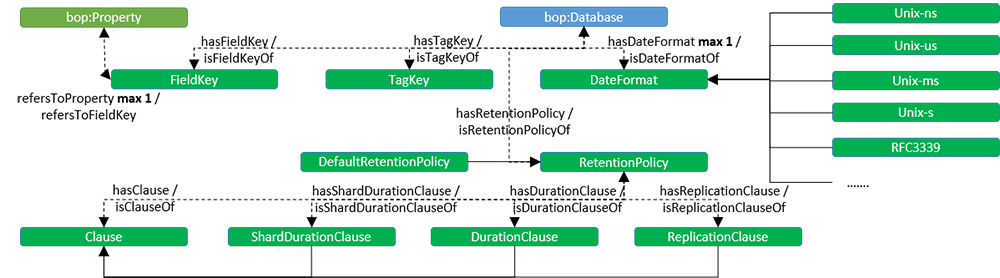 bop:Property
bop:Database
Unix-ns
Unix-us
hasFieldKey /
isFieldKeyOf
hasTagKey /
isTagKeyOf
hasDateFormat max 1 /
isDateFormatOf
FieldKey
TagKey
DateFormat
Unix-ms
refersToProperty max 1 /
refersToFieldKey
hasRetentionPolicy /
isRetentionPolicyOf
Unix-s
RFC3339
DefaultRetentionPolicy
RetentionPolicy
.......
hasClause /
isClauseOf
hasShardDurationClause /
isShardDurationClauseOf
hasDurationClause /
isDurationClauseOf
hasReplicationClause /
isReplicationClauseOf
Clause
ShardDurationClause
DurationClause
ReplicationClause